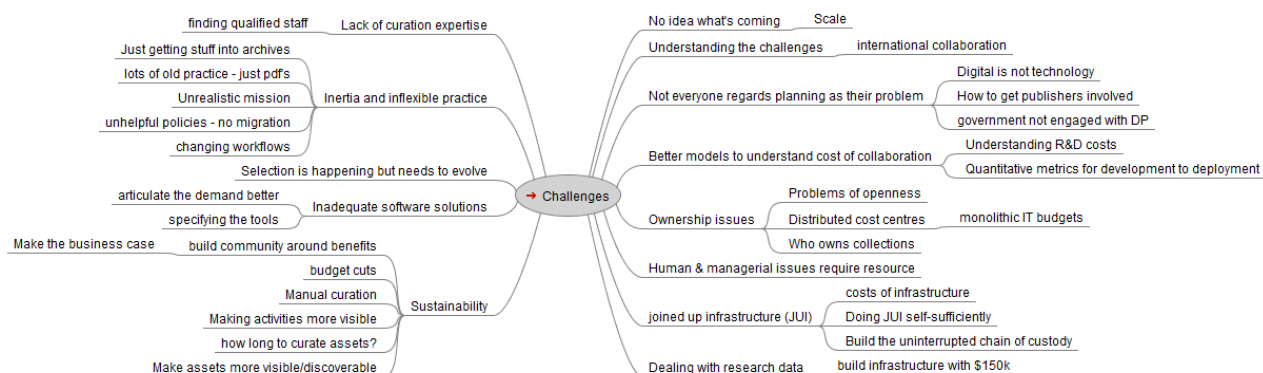 Challenges
Lack of curation expertise
finding qualified staff
Inertia and inflexible practice
Just getting stuff into archives
lots of old practice - just pdf's
Unrealistic mission
unhelpful policies - no migration
changing workflows
Selection is happening but needs to evolve
Inadequate software solutions
articulate the demand better
specifying the tools
Sustainability
build community around benefits
Make the business case
budget cuts
Manual curation
Making activities more visible
how long to curate assets?
Make assets more visible/discoverable
No idea what's coming
Scale
Understanding the challenges
international collaboration
Not everyone regards planning as their problem
Digital is not technology
How to get publishers involved
government not engaged with DP
Better models to understand cost of collaboration
Understanding R&D costs
Quantitative metrics for development to deployment
Ownership issues
Problems of openness
Distributed cost centres
monolithic IT budgets
Who owns collections
Human & managerial issues require resource
joined up infrastructure (JUI)
costs of infrastructure
Doing JUI self-sufficiently
Build the uninterrupted chain of custody
Dealing with research data
build infrastructure with $150k